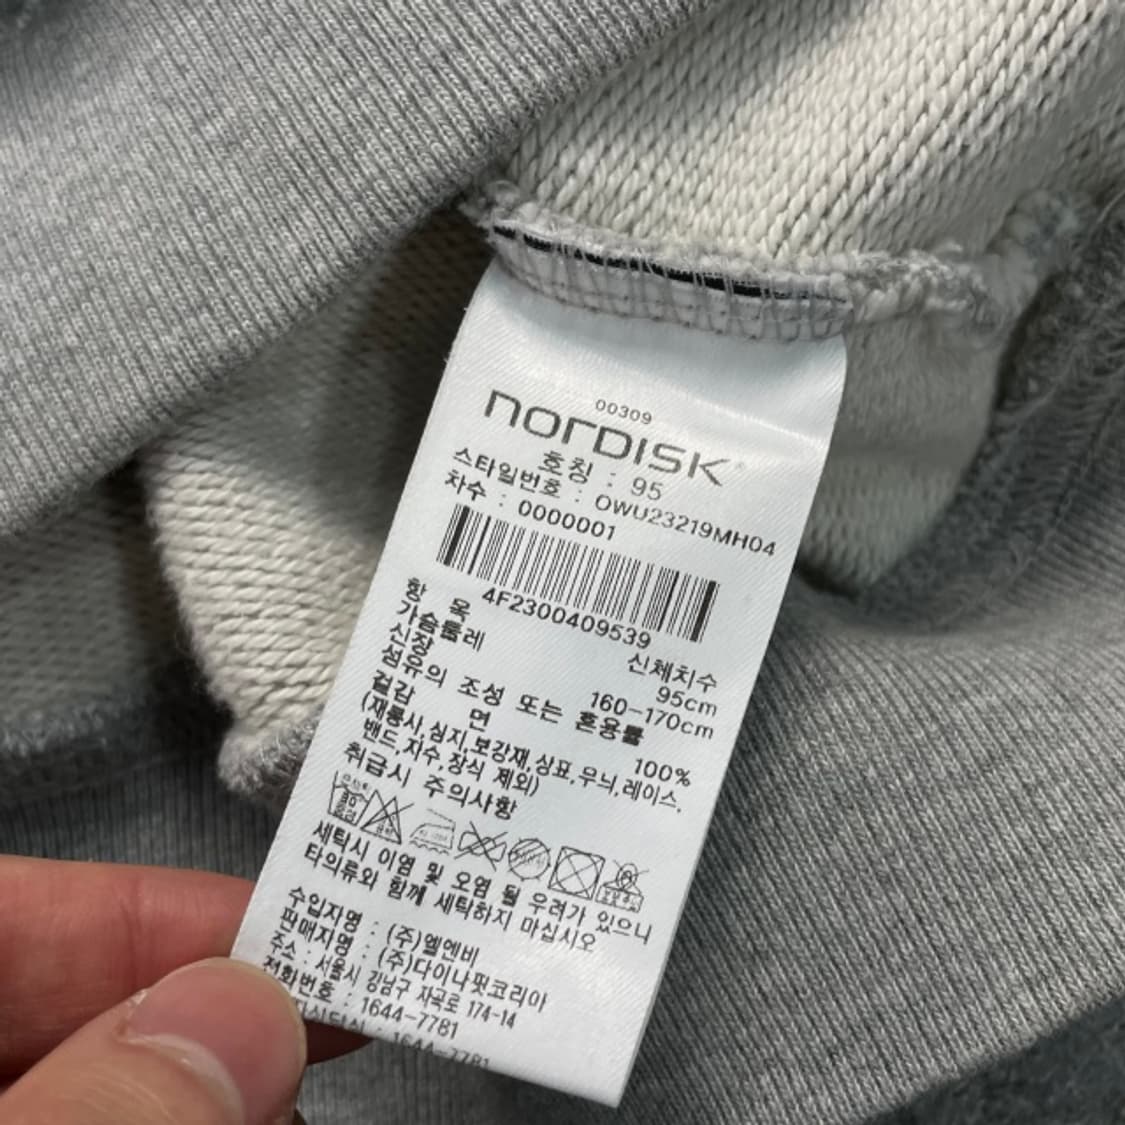 00309
nordisk
호칭 : 95
스타일번호 : OWU23219MH04
차수 : 0000001
4F2300409539
항 목 신체치수
가슴둘레 95cm
신장 160-170cm
섬유의 조성 또는 혼용률
겉감 면 100%
(재봉사,심지,보강재,상표,무늬,레이스,
밴드,자수,장식 제외)
취급시 주의사항
세탁시 이염 및 오염 될 우려가 있으니
타의류와 함께 세탁하지 마십시오
수입자명 : (주)엘엔비
판매자명 : (주)다이나핏코리아
주소 : 서울시 강남구 자곡로 174-14
전화번호 : 1644-7781
: 1644-7781